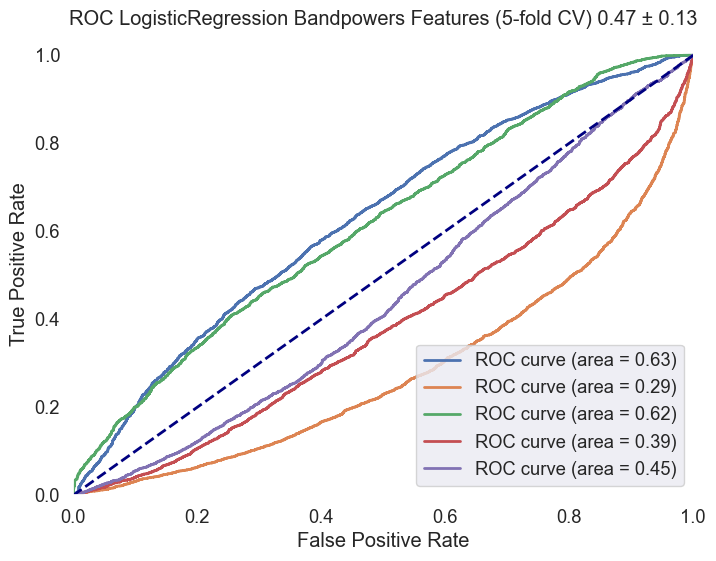 ROC LogisticRegression Bandpowers Features (5-fold CV) 0.47 ± 0.13
1.0
0.8
0.6
0.4
0.2
0.0
True Positive Rate
ROC curve (area = 0.63)
ROC curve (area = 0.29)
ROC curve (area = 0.62)
ROC curve (area = 0.39)
ROC curve (area = 0.45)
0.0 0.2 0.4 0.6 0.8 1.0
False Positive Rate